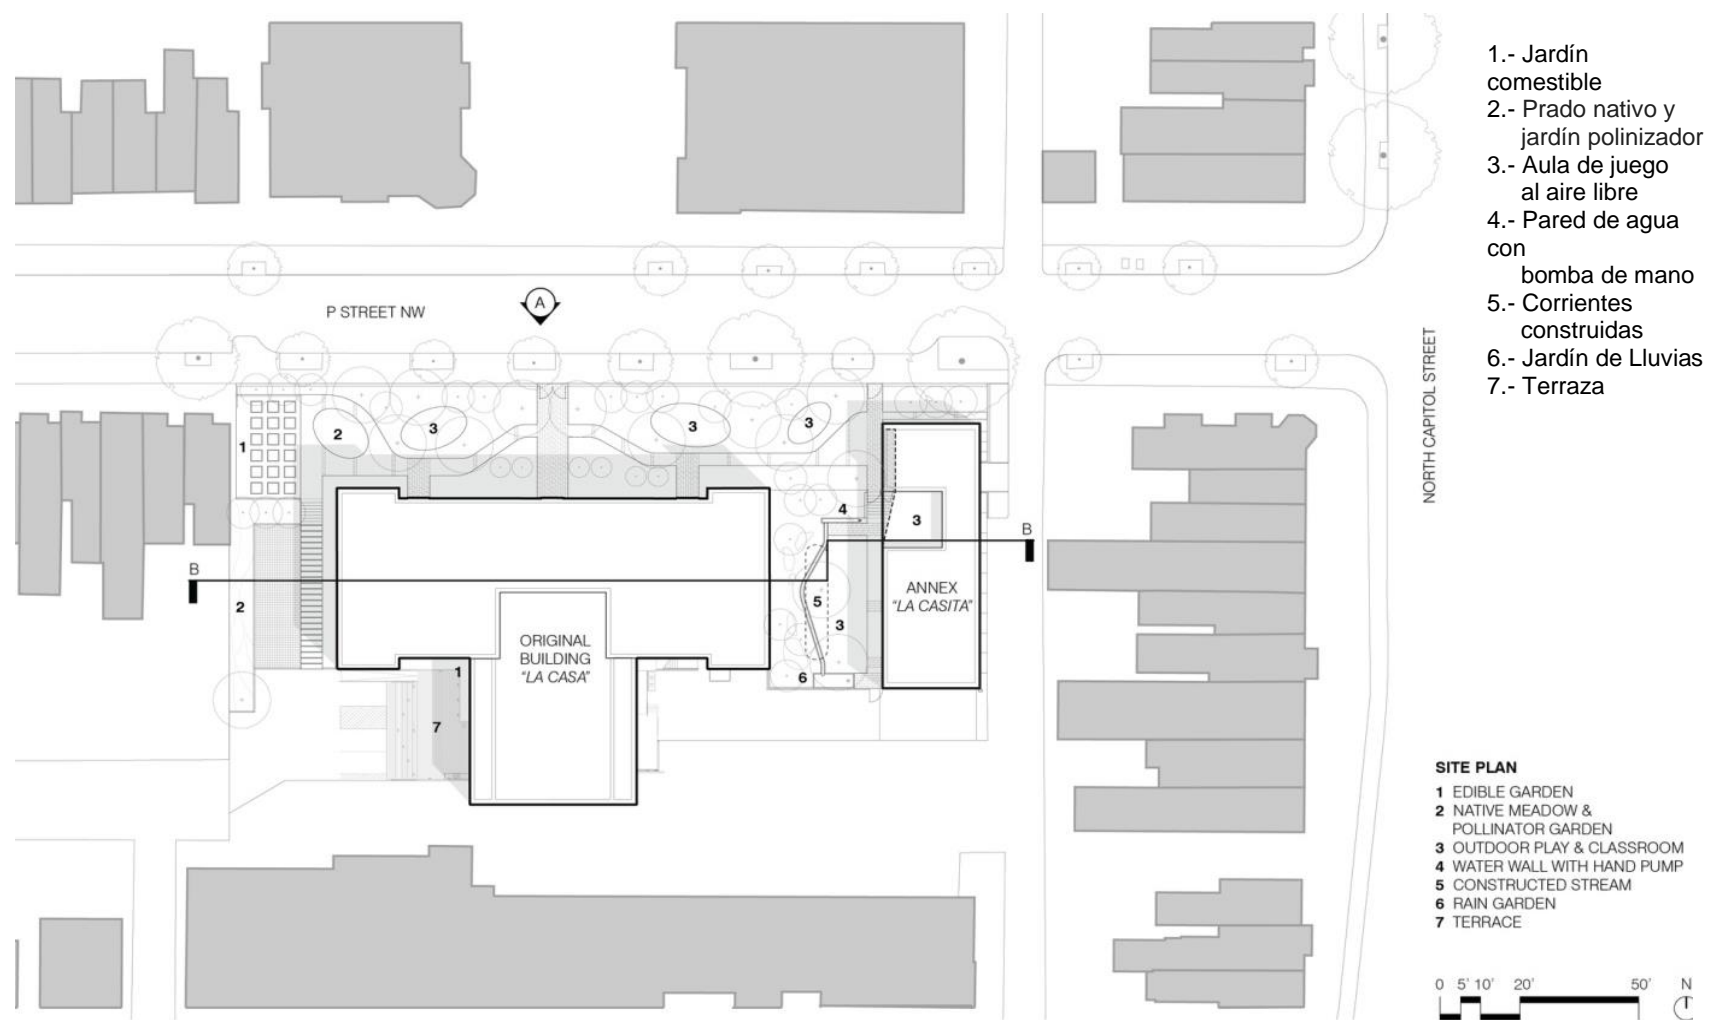 1.- Jardín
comestible
2.- Prado nativo y
jardín polinizador
3.- Aula de juego
al aire libre
4.- Pared de agua
con
bomba de mano
5.- Corrientes
construidas
6.- Jardín de Lluvias
7.- Terraza
P STREET NW
A
NORTH CAPITOL STREET
1
2
3
3
3
4
3
B
B
2
5
3
6
ANNEX
"LA CASITA"
ORIGINAL
BUILDING
"LA CASA"
1
7
SITE PLAN
1 EDIBLE GARDEN
2 NATIVE MEADOW &
POLLINATOR GARDEN
3 OUTDOOR PLAY & CLASSROOM
4 WATER WALL WITH HAND PUMP
5 CONSTRUCTED STREAM
6 RAIN GARDEN
7 TERRACE
0 5' 10' 20' 50' N